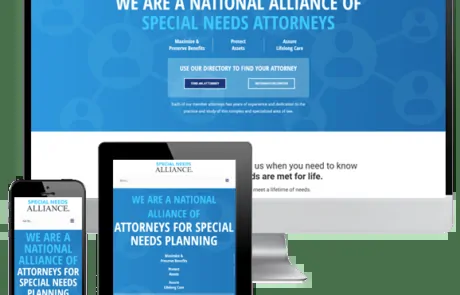 WE ARE A NATIONAL ALLIANCE OF
SPECIAL NEEDS ATTORNEYS
Maximize &
Preserve Benefits
Protect
Assets
Assure
Lifelong Care
USE OUR DIRECTORY TO FIND YOUR ATTORNEY
FIND AN ATTORNEY
Each of our member attorneys has years of experience and dedication to the
practice and study of this complex and specialized area of law.
us when you need to know
ds are met for life.
meet a lifetime of needs.
SPECIAL NEEDS
ALLIANCE.
WE ARE A NATIONAL
ALLIANCE OF
ATTORNEYS FOR SPECIAL
NEEDS PLANNING
Maximize &
Preserve Benefits
Protect
Assets
Assure
Lifelong Care
SPECIAL NEEDS
ALLIANCE.
WE ARE A
NATIONAL
ALLIANCE OF
ATTORNEYS FOR
SPECIAL NEEDS
PLANNING